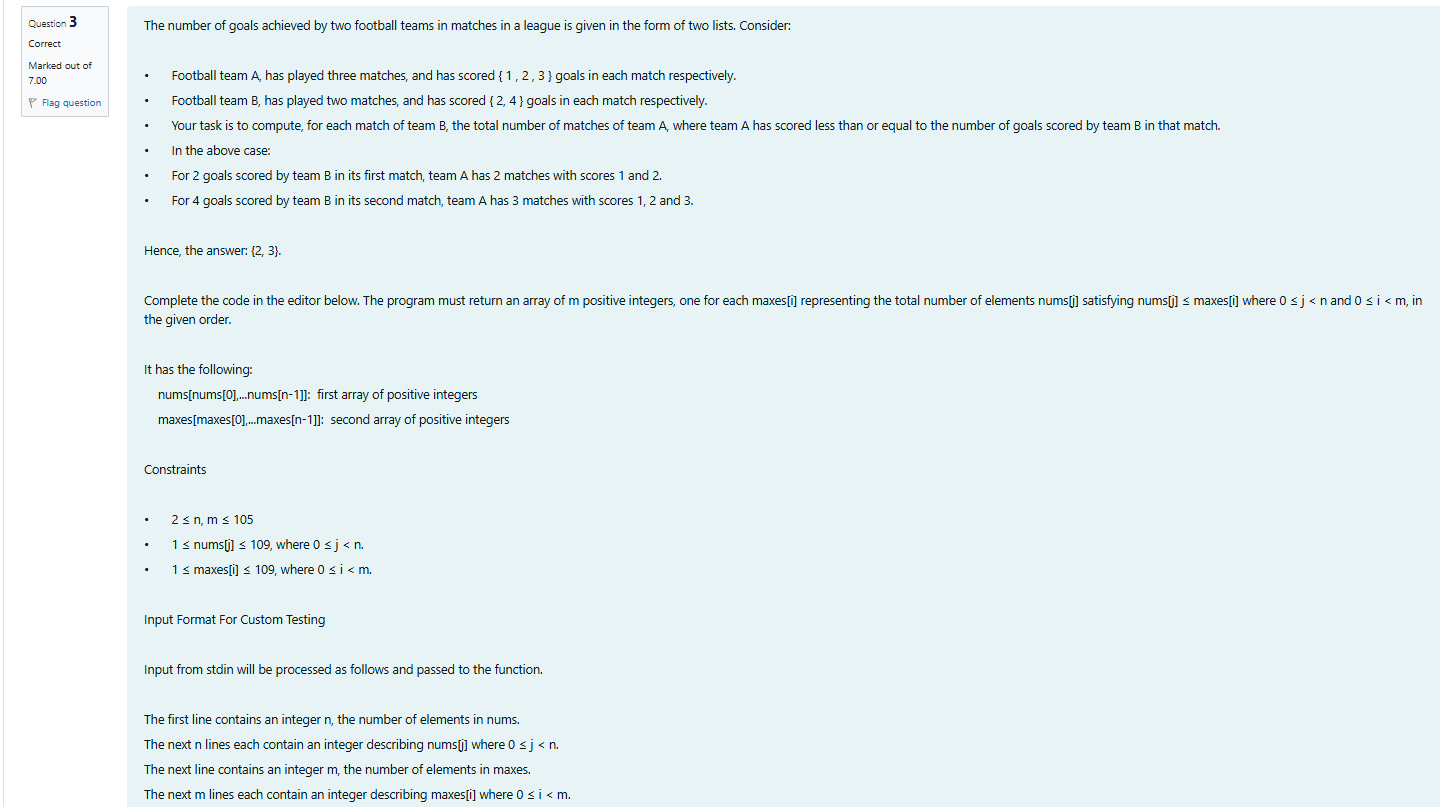 Question 3
Correct
Marked out of
7.00
Flag question
The number of goals achieved by two football teams in matches in a league is given in the form of two lists. Consider:
• Football team A, has played three matches, and has scored { 1 , 2 , 3 } goals in each match respectively.
• Football team B, has played two matches, and has scored { 2, 4 } goals in each match respectively.
• Your task is to compute, for each match of team B, the total number of matches of team A, where team A has scored less than or equal to the number of goals scored by team B in that match.
• In the above case:
• For 2 goals scored by team B in its first match, team A has 2 matches with scores 1 and 2.
• For 4 goals scored by team B in its second match, team A has 3 matches with scores 1, 2 and 3.
Hence, the answer: {2, 3}.
Complete the code in the editor below. The program must return an array of m positive integers, one for each maxes[i] representing the total number of elements nums[j] satisfying nums[j] ≤ maxes[i] where 0 ≤ j < n and 0 ≤ i < m, in
the given order.
It has the following:
nums[nums[0],...nums[n-1]]: first array of positive integers
maxes[maxes[0],...maxes[n-1]]: second array of positive integers
Constraints
• 2 ≤ n, m ≤ 105
• 1 ≤ nums[j] ≤ 109, where 0 ≤ j < n.
• 1 ≤ maxes[i] ≤ 109, where 0 ≤ i < m.
Input Format For Custom Testing
Input from stdin will be processed as follows and passed to the function.
The first line contains an integer n, the number of elements in nums.
The next n lines each contain an integer describing nums[j] where 0 ≤ j < n.
The next line contains an integer m, the number of elements in maxes.
The next m lines each contain an integer describing maxes[i] where 0 ≤ i < m.